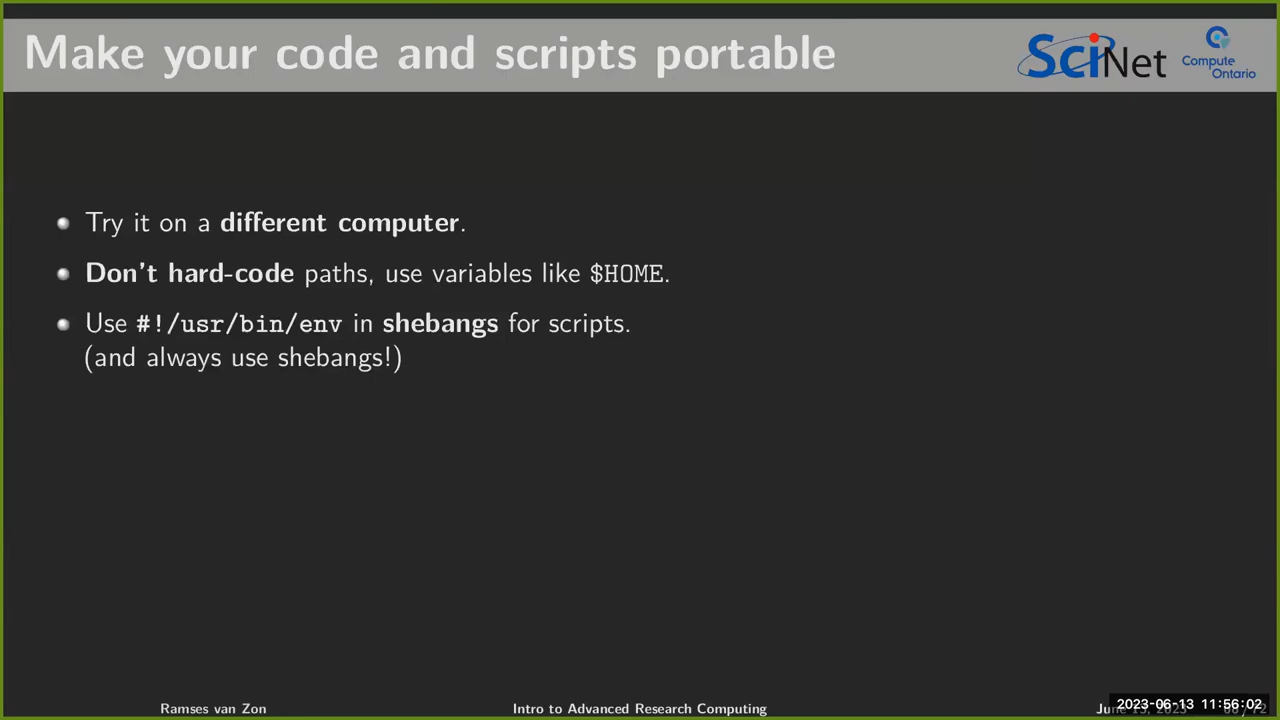 Make your code and scripts portable
SciNet
Compute
Ontario
Try it on a different computer.
Don't hard-code paths, use variables like $HOME.
Use #!/usr/bin/env in shebangs for scripts.
(and always use shebangs!)
Ramses van Zon
Intro to Advanced Research Computing
2023-06-13 11:56:02